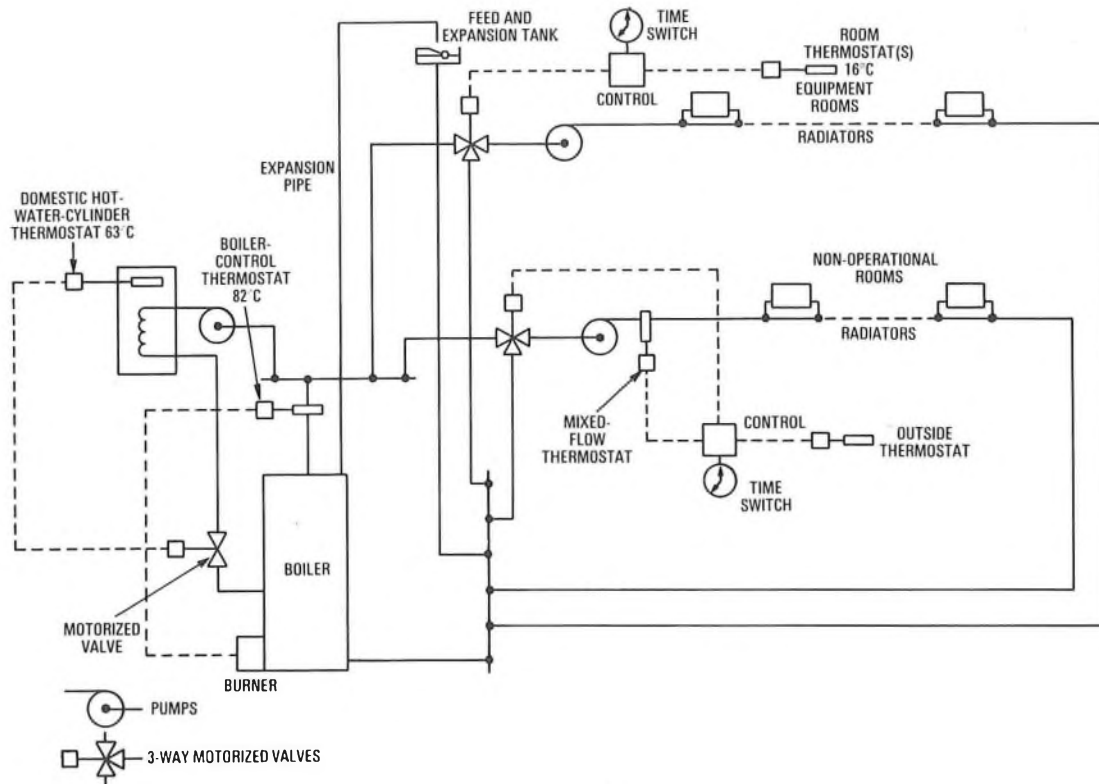 FEED AND
EXPANSION TANK
TIME
SWITCH
ROOM
THERMOSTAT(S)
16°C
EQUIPMENT
ROOMS
CONTROL
RADIATORS
EXPANSION
PIPE
DOMESTIC HOT-
WATER-CYLINDER
THERMOSTAT 63°C
BOILER-
CONTROL
THERMOSTAT
82°C
NON-OPERATIONAL
ROOMS
RADIATORS
MIXED-
FLOW
THERMOSTAT
CONTROL
OUTSIDE
THERMOSTAT
TIME
SWITCH
BOILER
MOTORIZED
VALVE
BURNER
PUMPS
3-WAY MOTORIZED VALVES